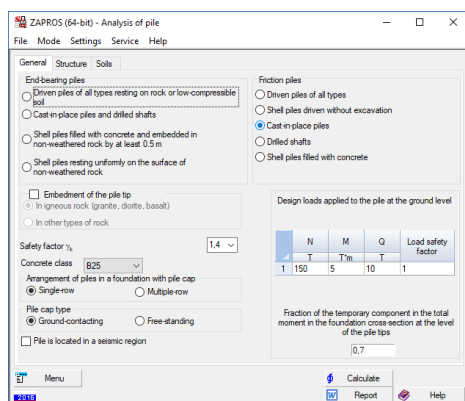 ZAPROS (64-bit) - Analysis of pile
File Mode Settings Service Help
General Structure Soils
End-bearing piles
Driven piles of all types resting on rock or low-compressible
soil
Cast-in-place piles and drilled shafts
Shell piles filled with concrete and embedded in
non-weathered rock by at least 0.5 m
Shell piles resting uniformly on the surface of
non-weathered rock
Friction piles
Driven piles of all types
Shell piles driven without excavation
Cast-in-place piles
Drilled shafts
Shell piles filled with concrete
Embedment of the pile tip
In igneous rock (granite, diorite, basalt)
In other types of rock
Safety factor γk 1,4
Concrete class B25
Arrangement of piles in a foundation with pile cap
Single-row Multiple-row
Pile cap type
Ground-contacting Free-standing
Pile is located in a seismic region
Design loads applied to the pile at the ground level
N M Q Load safety
factor
T T*m T
1 150 5 10 1
Fraction of the temporary component in the total
moment in the foundation cross-section at the level
of the pile tips
0,7
Menu Calculate
2016 Report Help